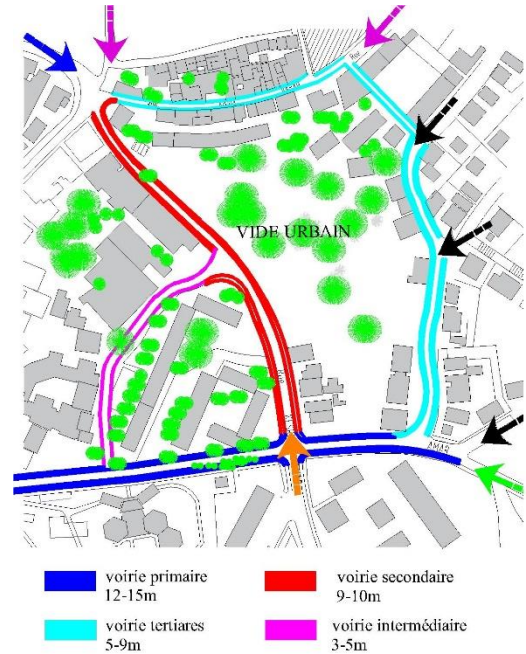 VIDE URBAIN
Rue
AMAR
voirie primaire
12-15m
voirie secondaire
9-10m
voirie tertiares
5-9m
voirie intermédiaire
3-5m